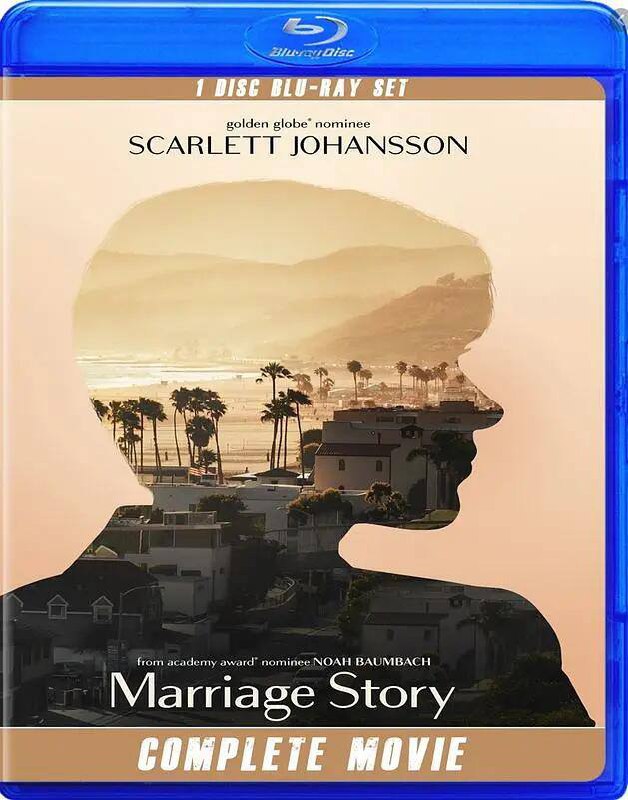 Blu-ray Disc
1 DISC BLU-RAY SET
golden globe® nominee
SCARLETT JOHANSSON
from academy award® nominee NOAH BAUMBACH
Marriage Story
COMPLETE MOVIE